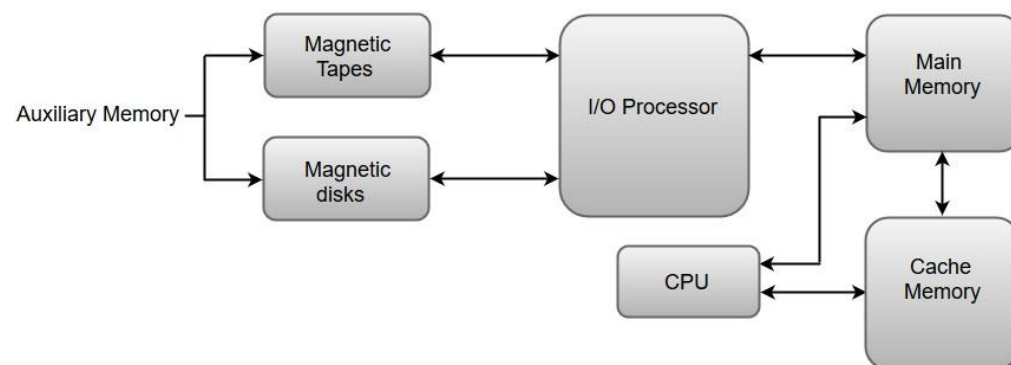 Auxiliary Memory
Magnetic
Tapes
Magnetic
disks
I/O Processor
Main
Memory
CPU
Cache
Memory